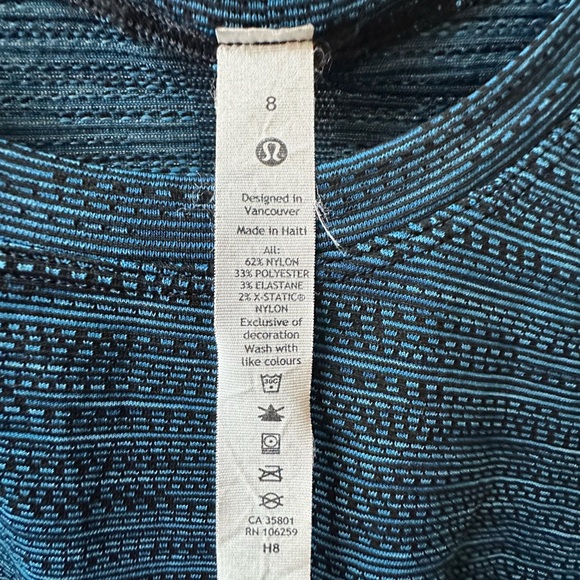 8
Designed in
Vancouver
Made in Haiti
All:
62% NYLON
33% POLYESTER
3% ELASTANE
2% X-STATIC®
NYLON
Exclusive of
decoration
Wash with
like colours
30C
CA 35801
RN 106259
H8